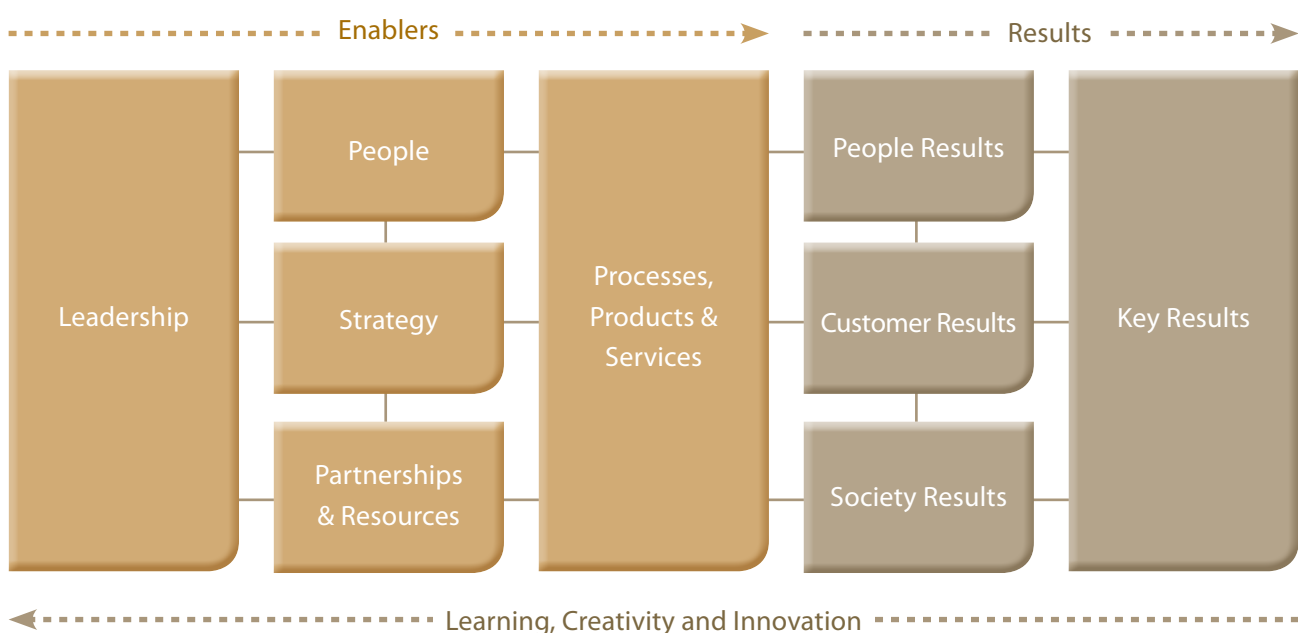 Enablers
Results
Leadership
People
Strategy
Partnerships
& Resources
Processes,
Products &
Services
People Results
Customer Results
Society Results
Key Results
Learning, Creativity and Innovation